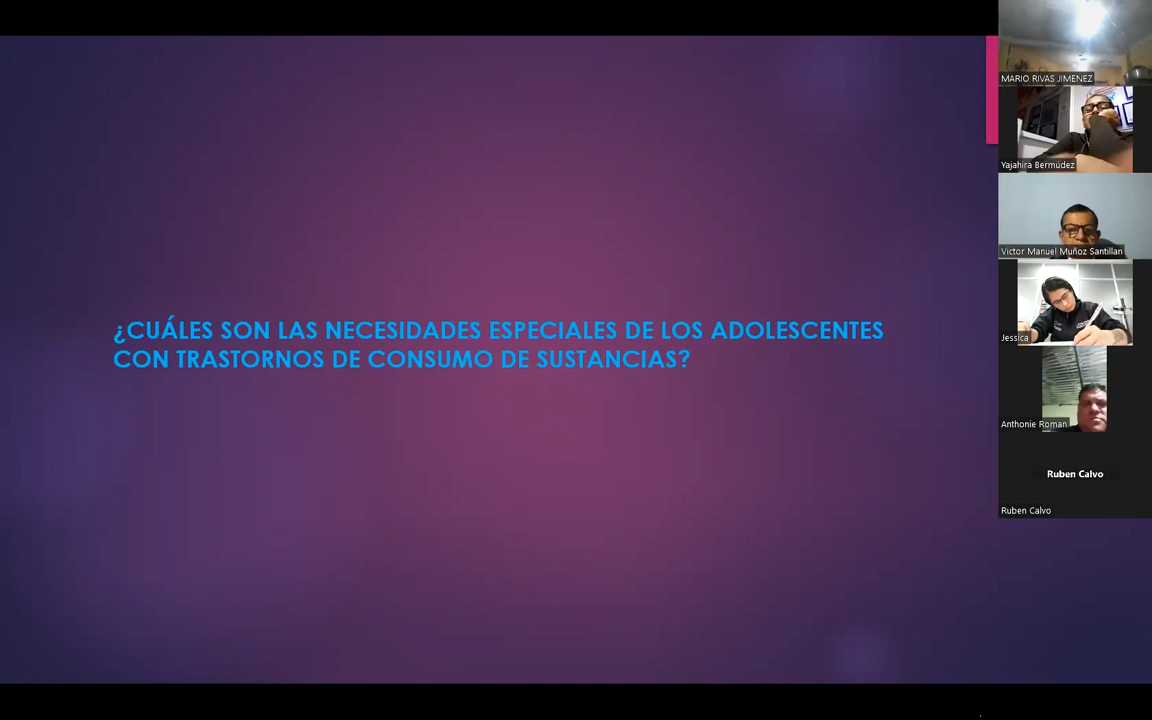 ¿CUÁLES SON LAS NECESIDADES ESPECIALES DE LOS ADOLESCENTES
CON TRASTORNOS DE CONSUMO DE SUSTANCIAS?
MARIO RIVAS JIMENEZ
Yajahira Bermúdez
Victor Manuel Muñoz Santillan
Jessica
Anthonie Roman
Ruben Calvo
Ruben Calvo